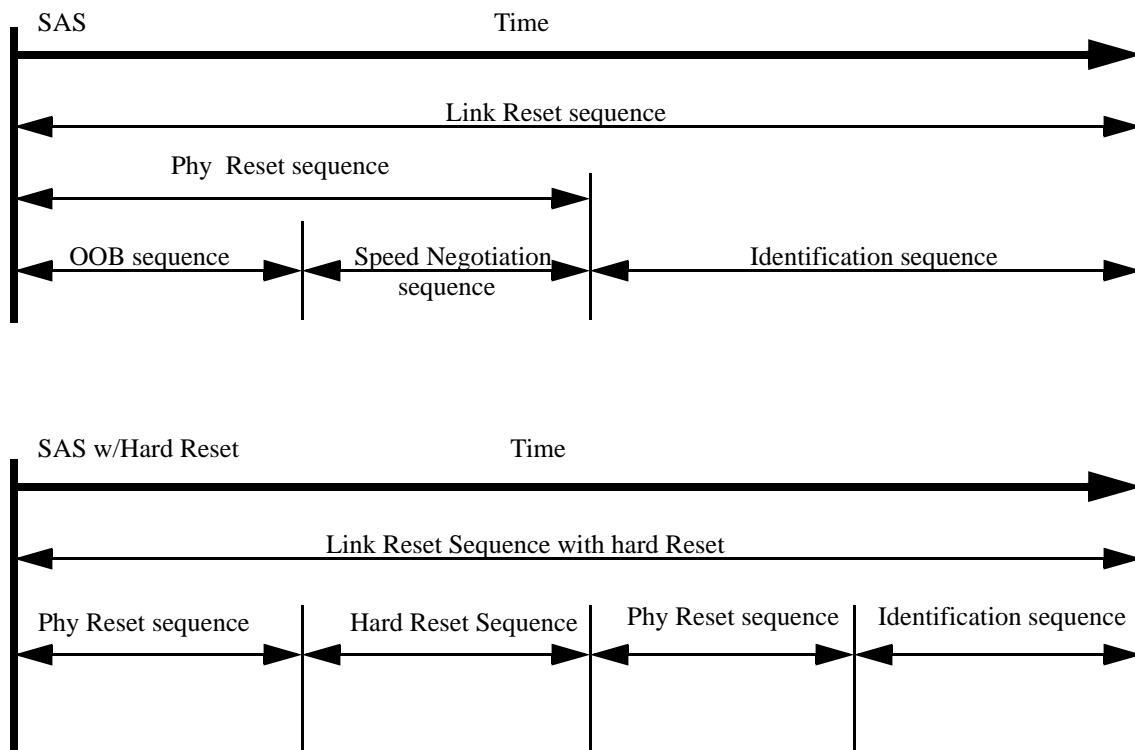 SAS
Time
Link Reset sequence
Phy Reset sequence
OOB sequence
Speed Negotiation
sequence
Identification sequence
SAS w/Hard Reset
Time
Link Reset Sequence with hard Reset
Phy Reset sequence
Hard Reset Sequence
Phy Reset sequence
Identification sequence